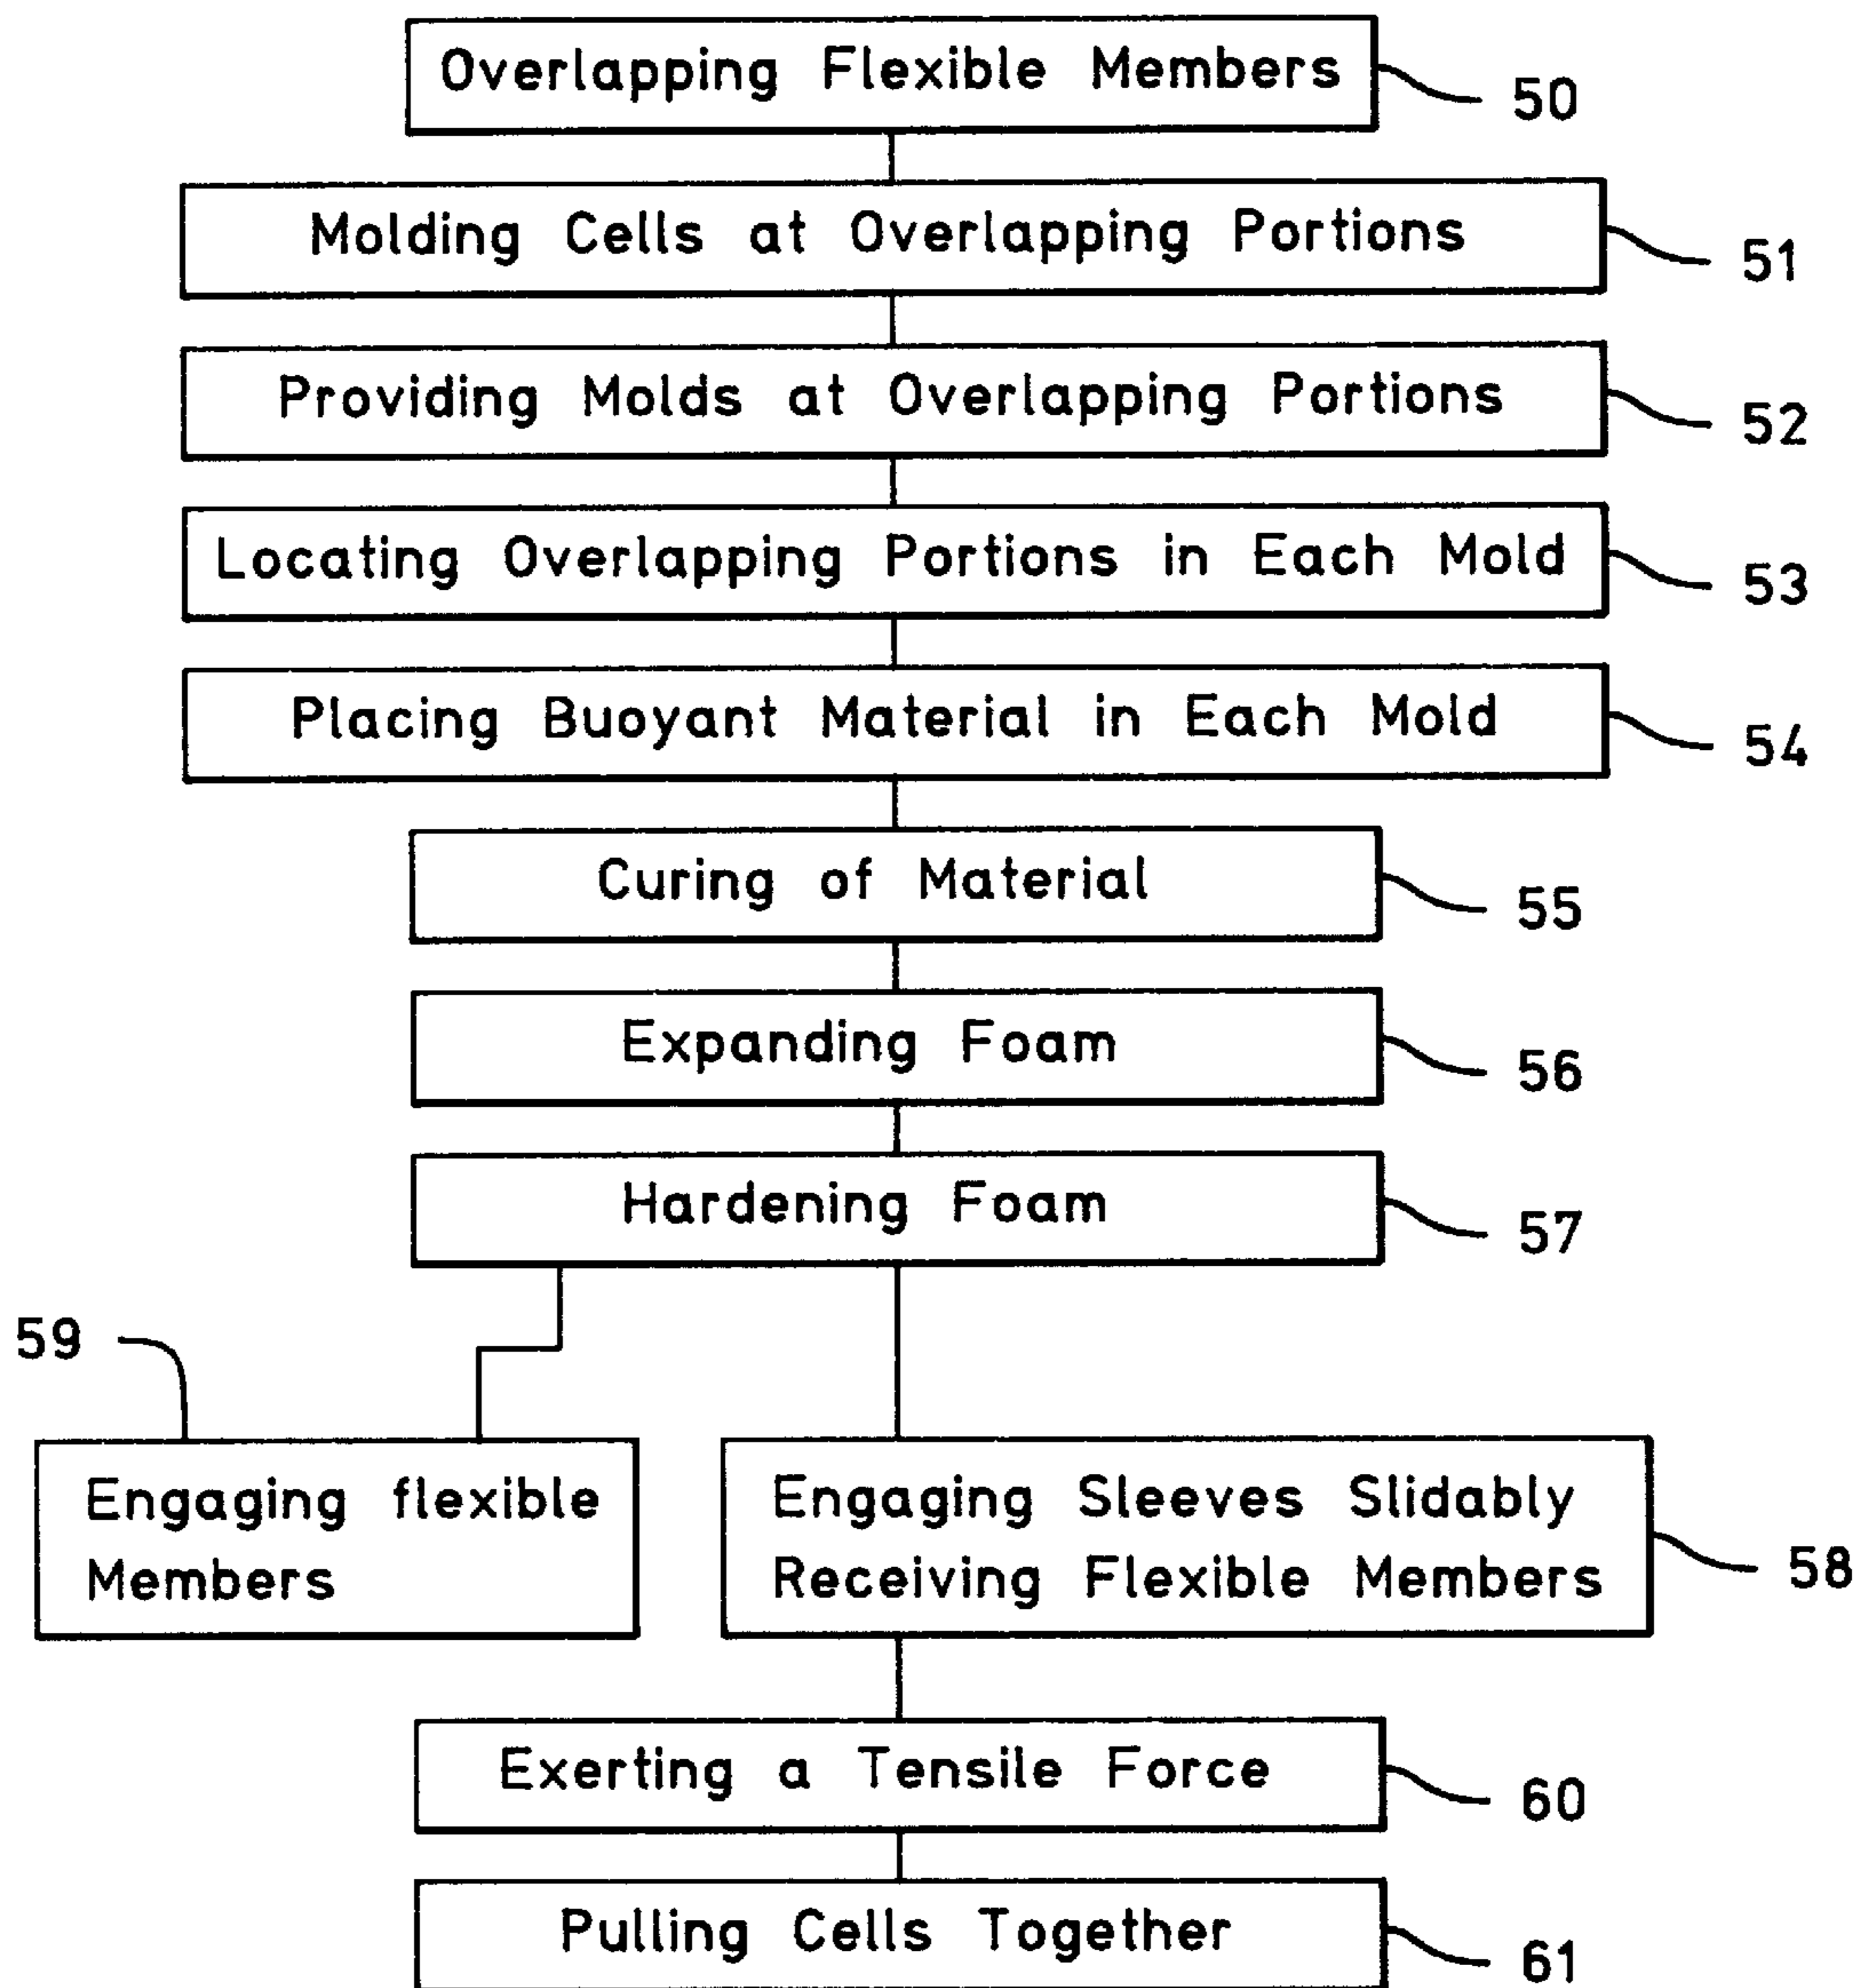 Overlapping Flexible Members
50
Molding Cells at Overlapping Portions
51
Providing Molds at Overlapping Portions
52
Locating Overlapping Portions in Each Mold
53
Placing Buoyant Material in Each Mold
54
Curing of Material
55
Expanding Foam
56
Hardening Foam
57
59
Engaging flexible
Members
Engaging Sleeves Slidably
Receiving Flexible Members
58
Exerting a Tensile Force
60
Pulling Cells Together
61